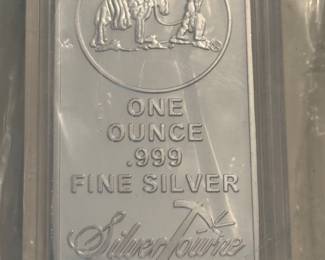 ONE
OUNCE
.999
FINE SILVER
SilverTowne